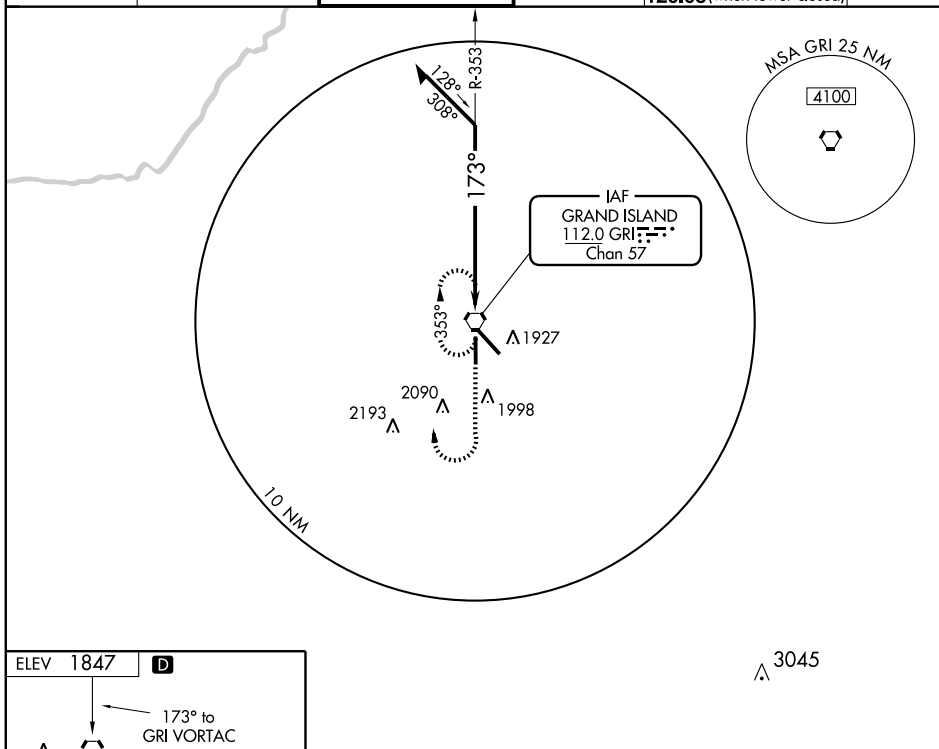 R-353
128°
308°
173°
MSA GRI 25 NM
4100
IAF
GRAND ISLAND
112.0 GRI
Chan 57
353°
1927
2090
1998
2193
10 NM
3045
ELEV 1847 D
173° to
GRI VORTAC